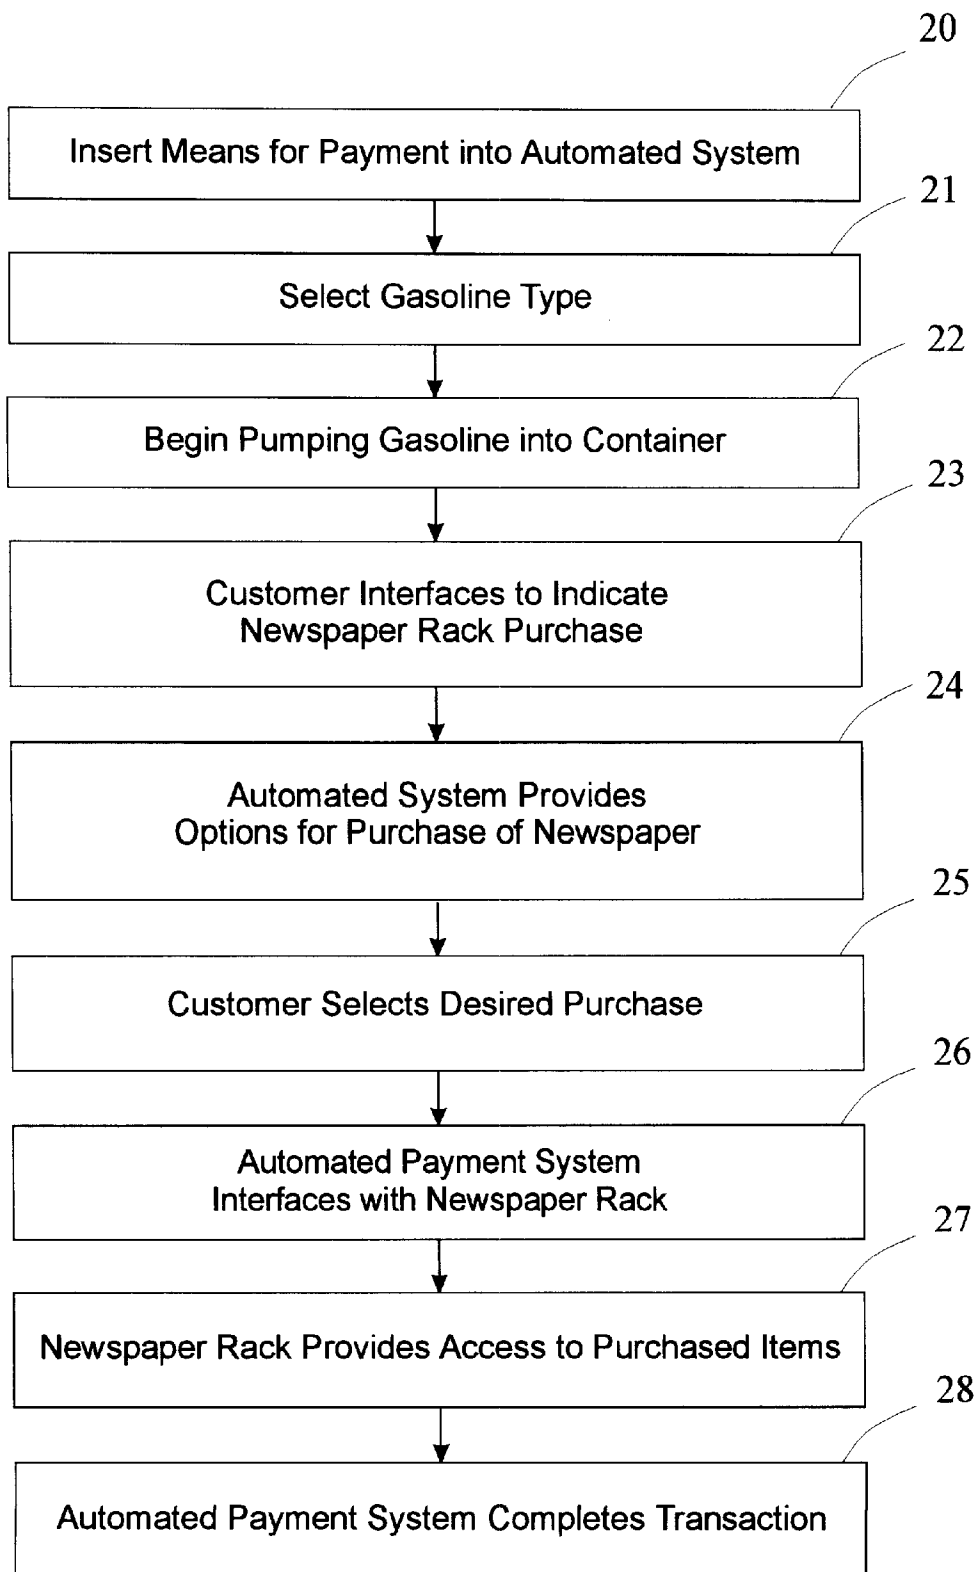 20
Insert Means for Payment into Automated System
21
Select Gasoline Type
22
Begin Pumping Gasoline into Container
23
Customer Interfaces to Indicate
Newspaper Rack Purchase
24
Automated System Provides
Options for Purchase of Newspaper
25
Customer Selects Desired Purchase
26
Automated Payment System
Interfaces with Newspaper Rack
27
Newspaper Rack Provides Access to Purchased Items
28
Automated Payment System Completes Transaction